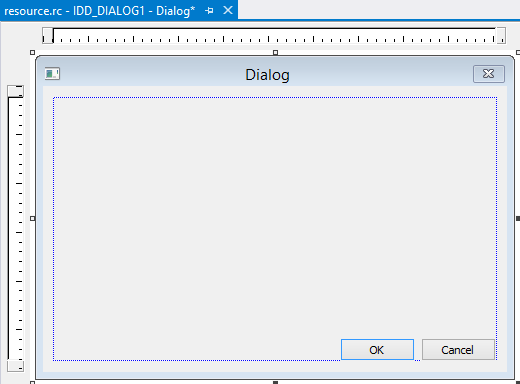 resource.rc - IDD_DIALOG1 - Dialog*
Dialog
OK
Cancel